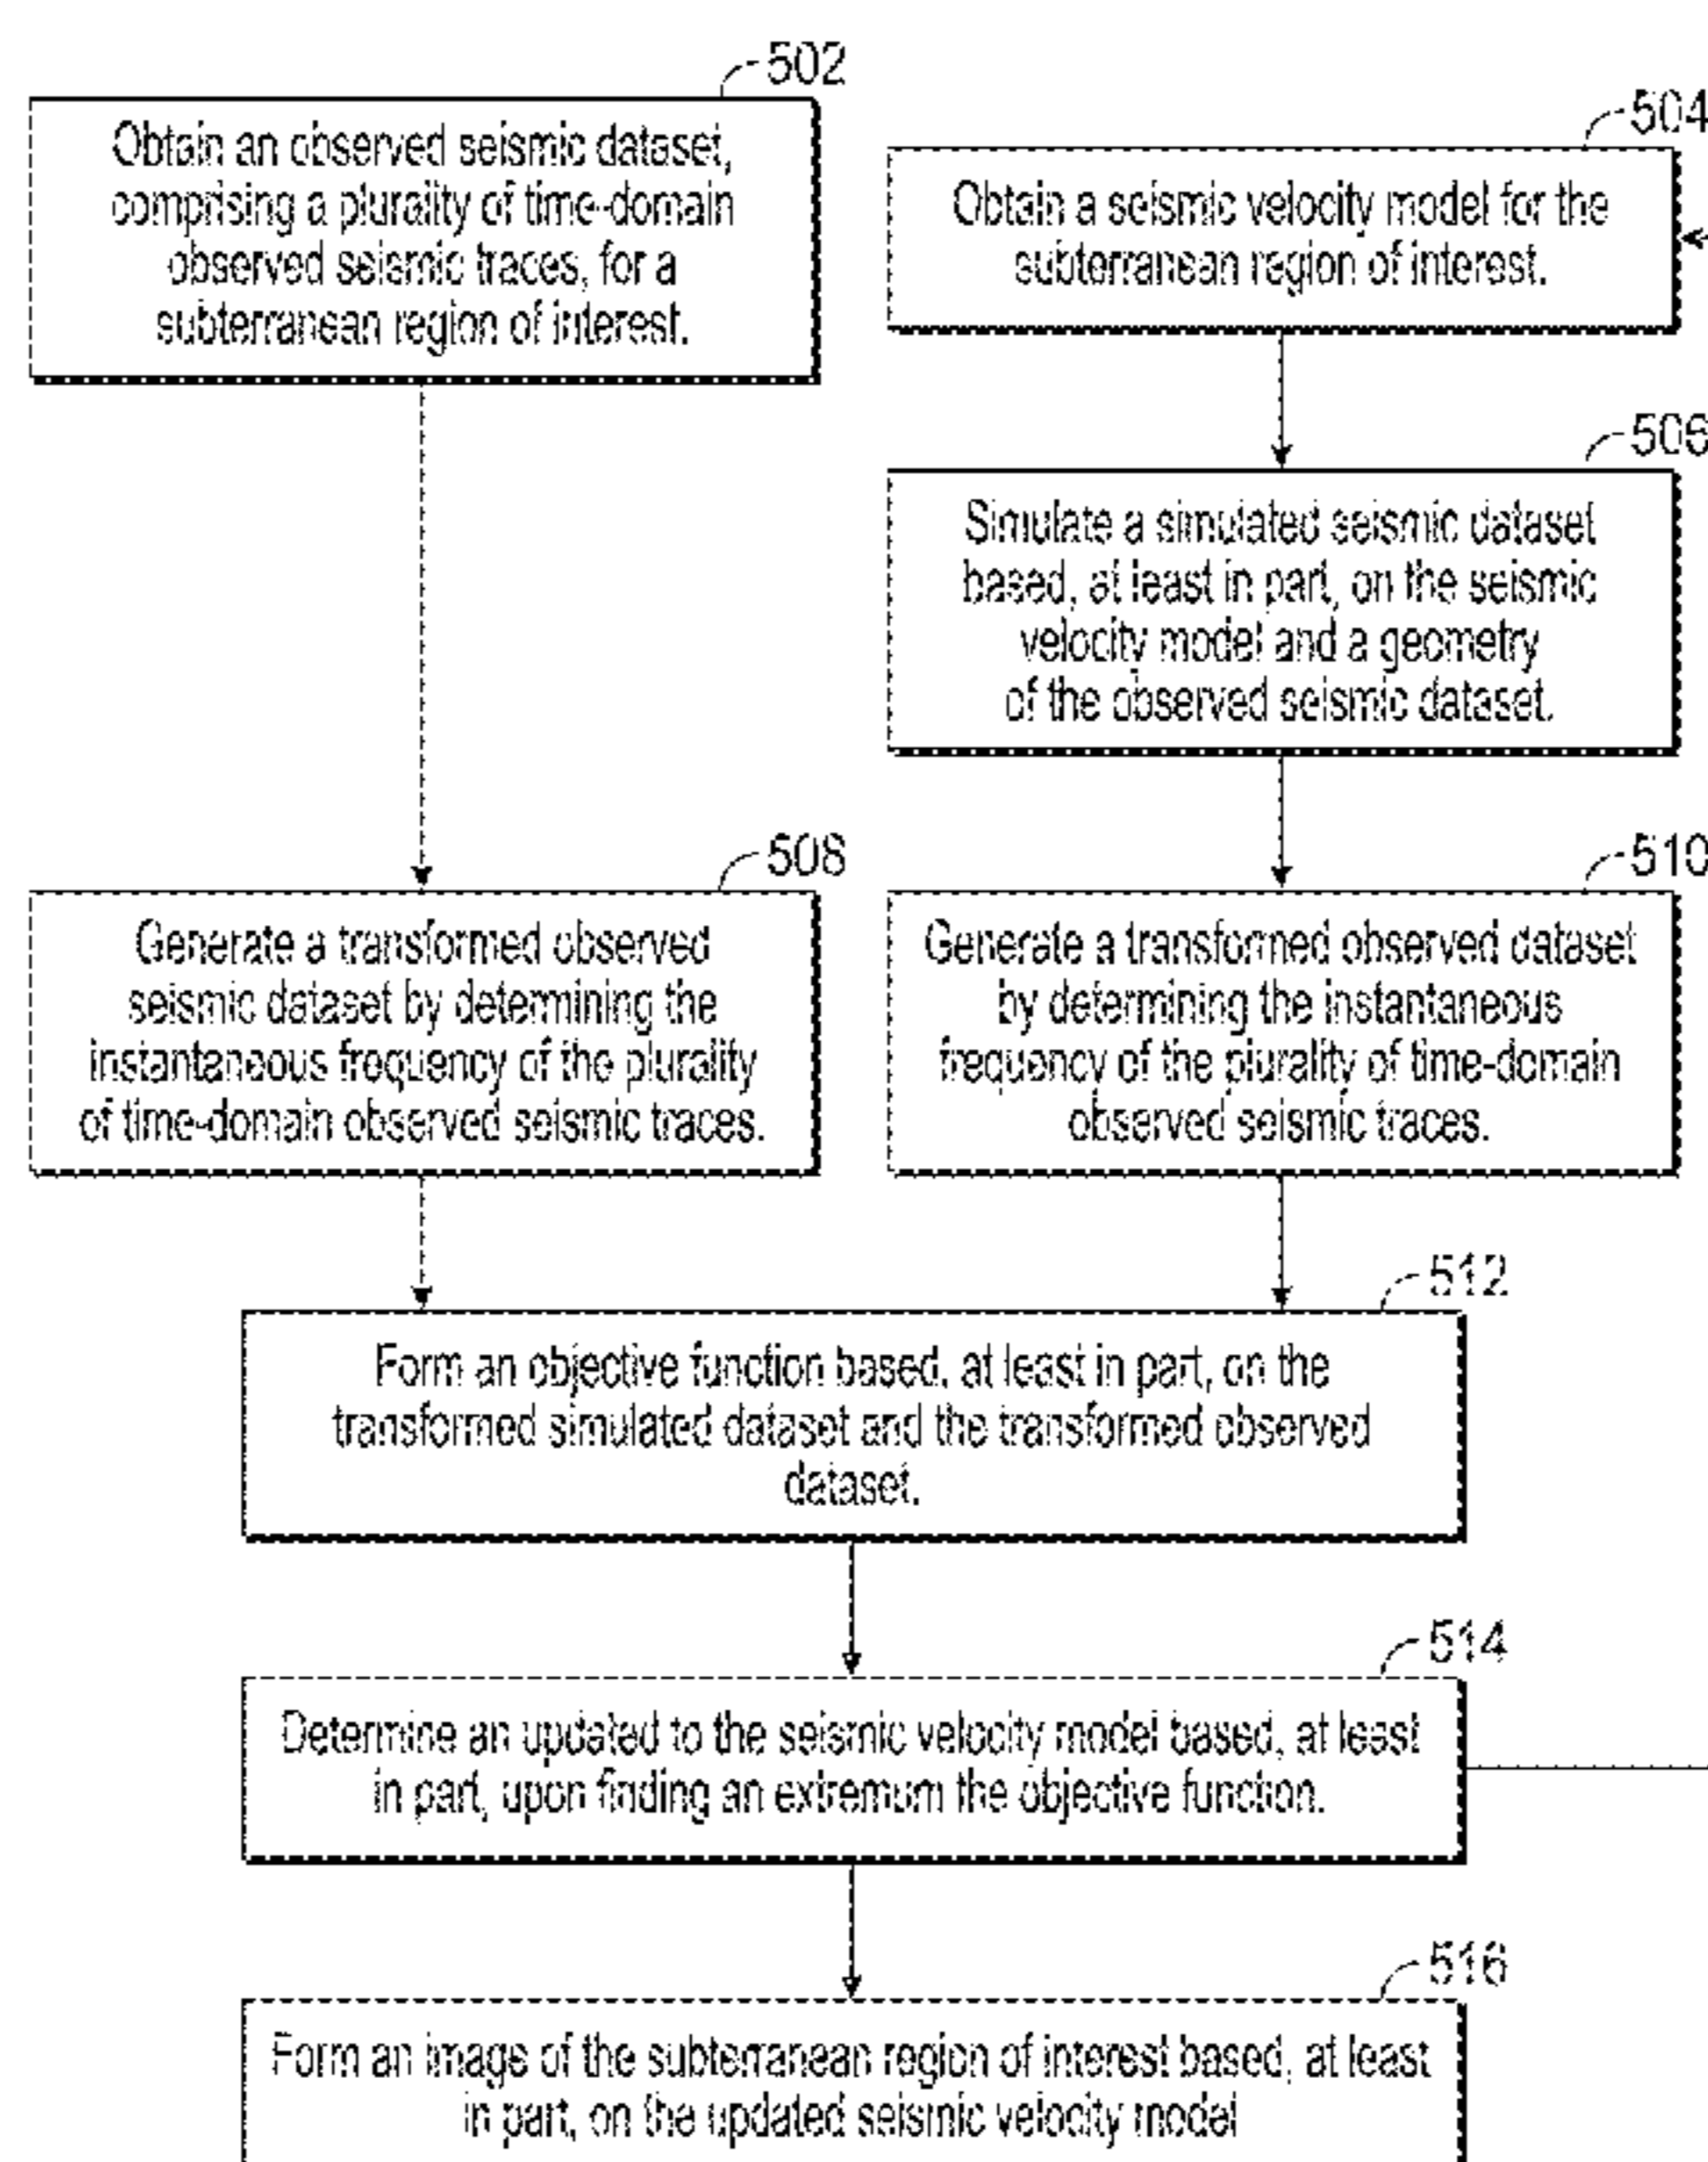 502
Obtain an observed seismic dataset,
comprising a plurality of time-domain
observed seismic traces, for a
subterranean region of interest.
504
Obtain a seismic velocity model for the
subterranean region of interest.
506
Simulate a simulated seismic dataset
based, at least in part, on the seismic
velocity model and a geometry
of the observed seismic dataset.
508
Generate a transformed observed
seismic dataset by determining the
instantaneous frequency of the plurality
of time-domain observed seismic traces.
510
Generate a transformed observed dataset
by determining the instantaneous
frequency of the plurality of time-domain
observed seismic traces.
512
Form an objective function based, at least in part, on the
transformed simulated dataset and the transformed observed
dataset.
514
Determine an updated to the seismic velocity model based, at least
in part, upon finding an extremum the objective function.
516
Form an image of the subterranean region of interest based, at least
in part, on the updated seismic velocity model